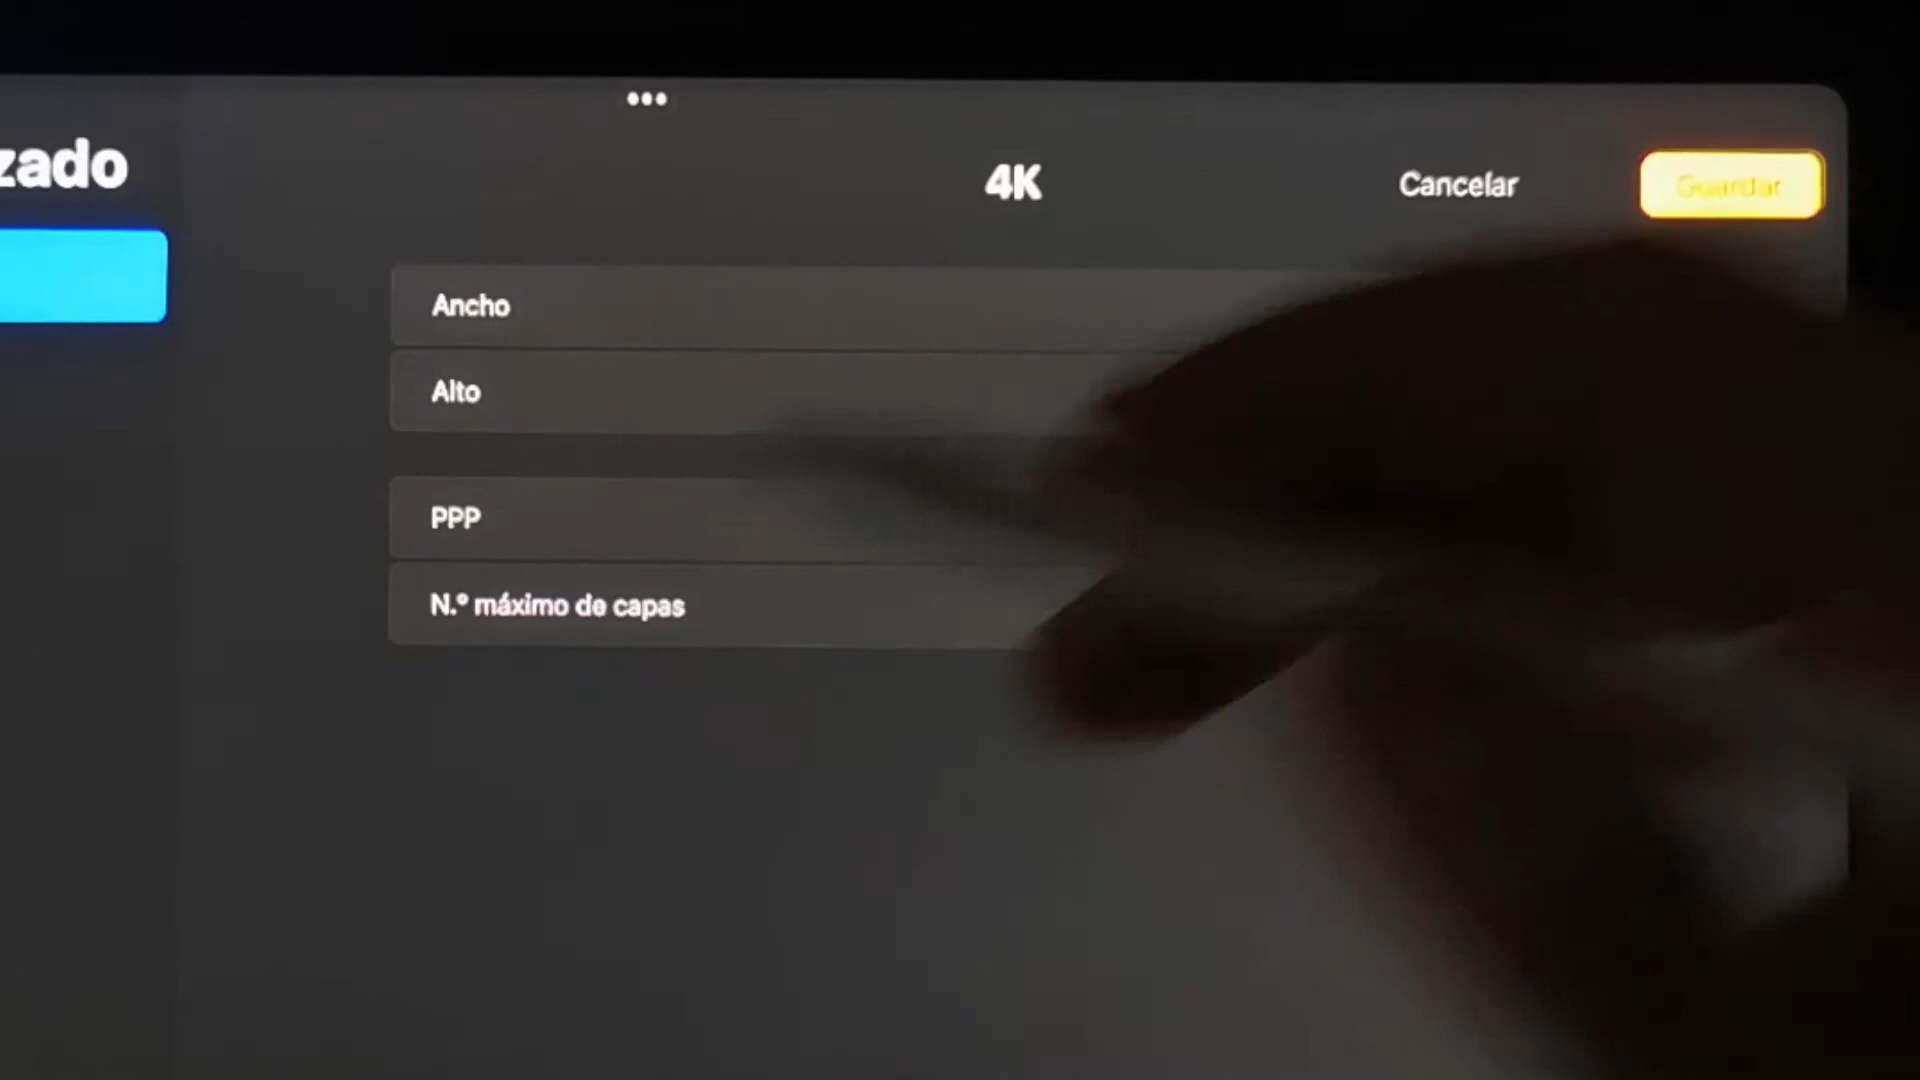 zado
4K
Cancelar
Guardar
Ancho
Alto
PPP
N.º máximo de capas